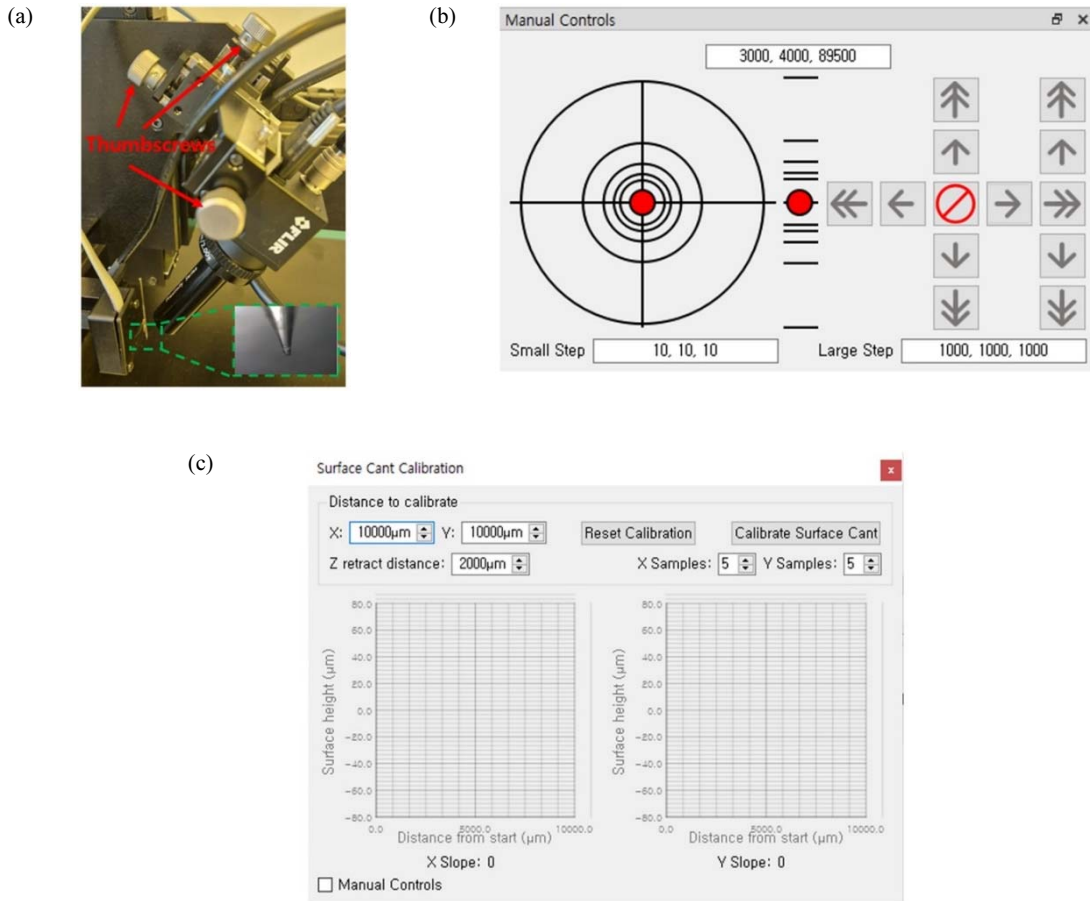 (a)
Thumbscrews
FLIR
(b)
Manual Controls
3000, 4000, 89500
Small Step 10, 10, 10 Large Step 1000, 1000, 1000
(c)
Surface Cant Calibration
Distance to calibrate
X: 10000µm Y: 10000µm Reset Calibration Calibrate Surface Cant
Z retract distance: 2000µm X Samples: 5 Y Samples: 5
Surface height (µm)
80.0
60.0
40.0
20.0
0.0
-20.0
-40.0
-60.0
-80.0
0.0 5000.0 10000.0
Distance from start (µm)
X Slope: 0
Surface height (µm)
80.0
60.0
40.0
20.0
0.0
-20.0
-40.0
-60.0
-80.0
0.0 5000.0 10000.0
Distance from start (µm)
Y Slope: 0
Manual Controls